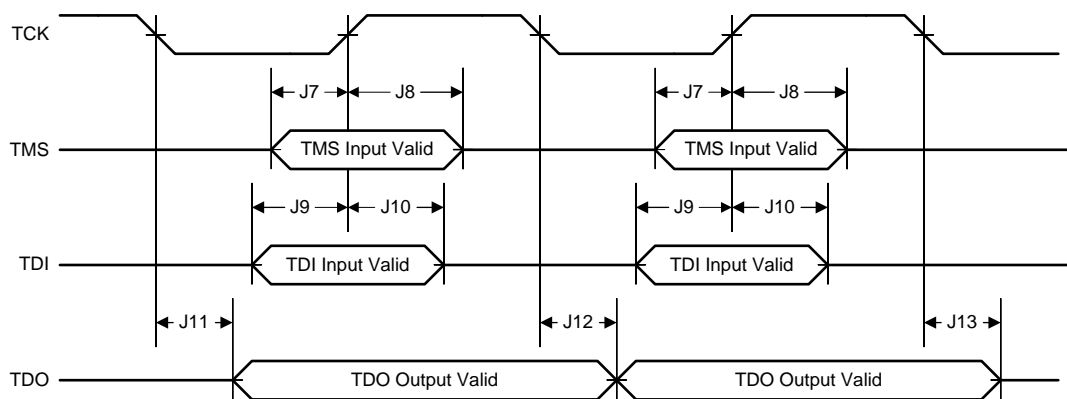 TCK
J7 J8 J7 J8
TMS TMS Input Valid TMS Input Valid
J9 J10 J9 J10
TDI TDI Input Valid TDI Input Valid
J11 J12 J13
TDO TDO Output Valid TDO Output Valid